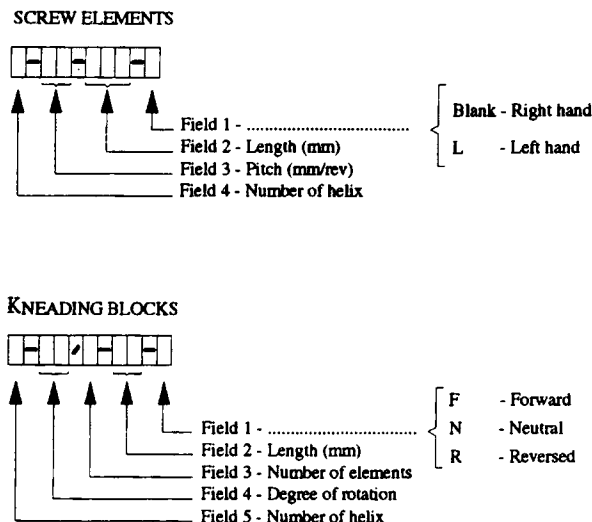 SCREW ELEMENTS
Field 1 - ........................................
Blank - Right hand
L - Left hand
Field 2 - Length (mm)
Field 3 - Pitch (mm/rev)
Field 4 - Number of helix
KNEADING BLOCKS
Field 1 - ....................................
F - Forward
N - Neutral
R - Reversed
Field 2 - Length (mm)
Field 3 - Number of elements
Field 4 - Degree of rotation
Field 5 - Number of helix